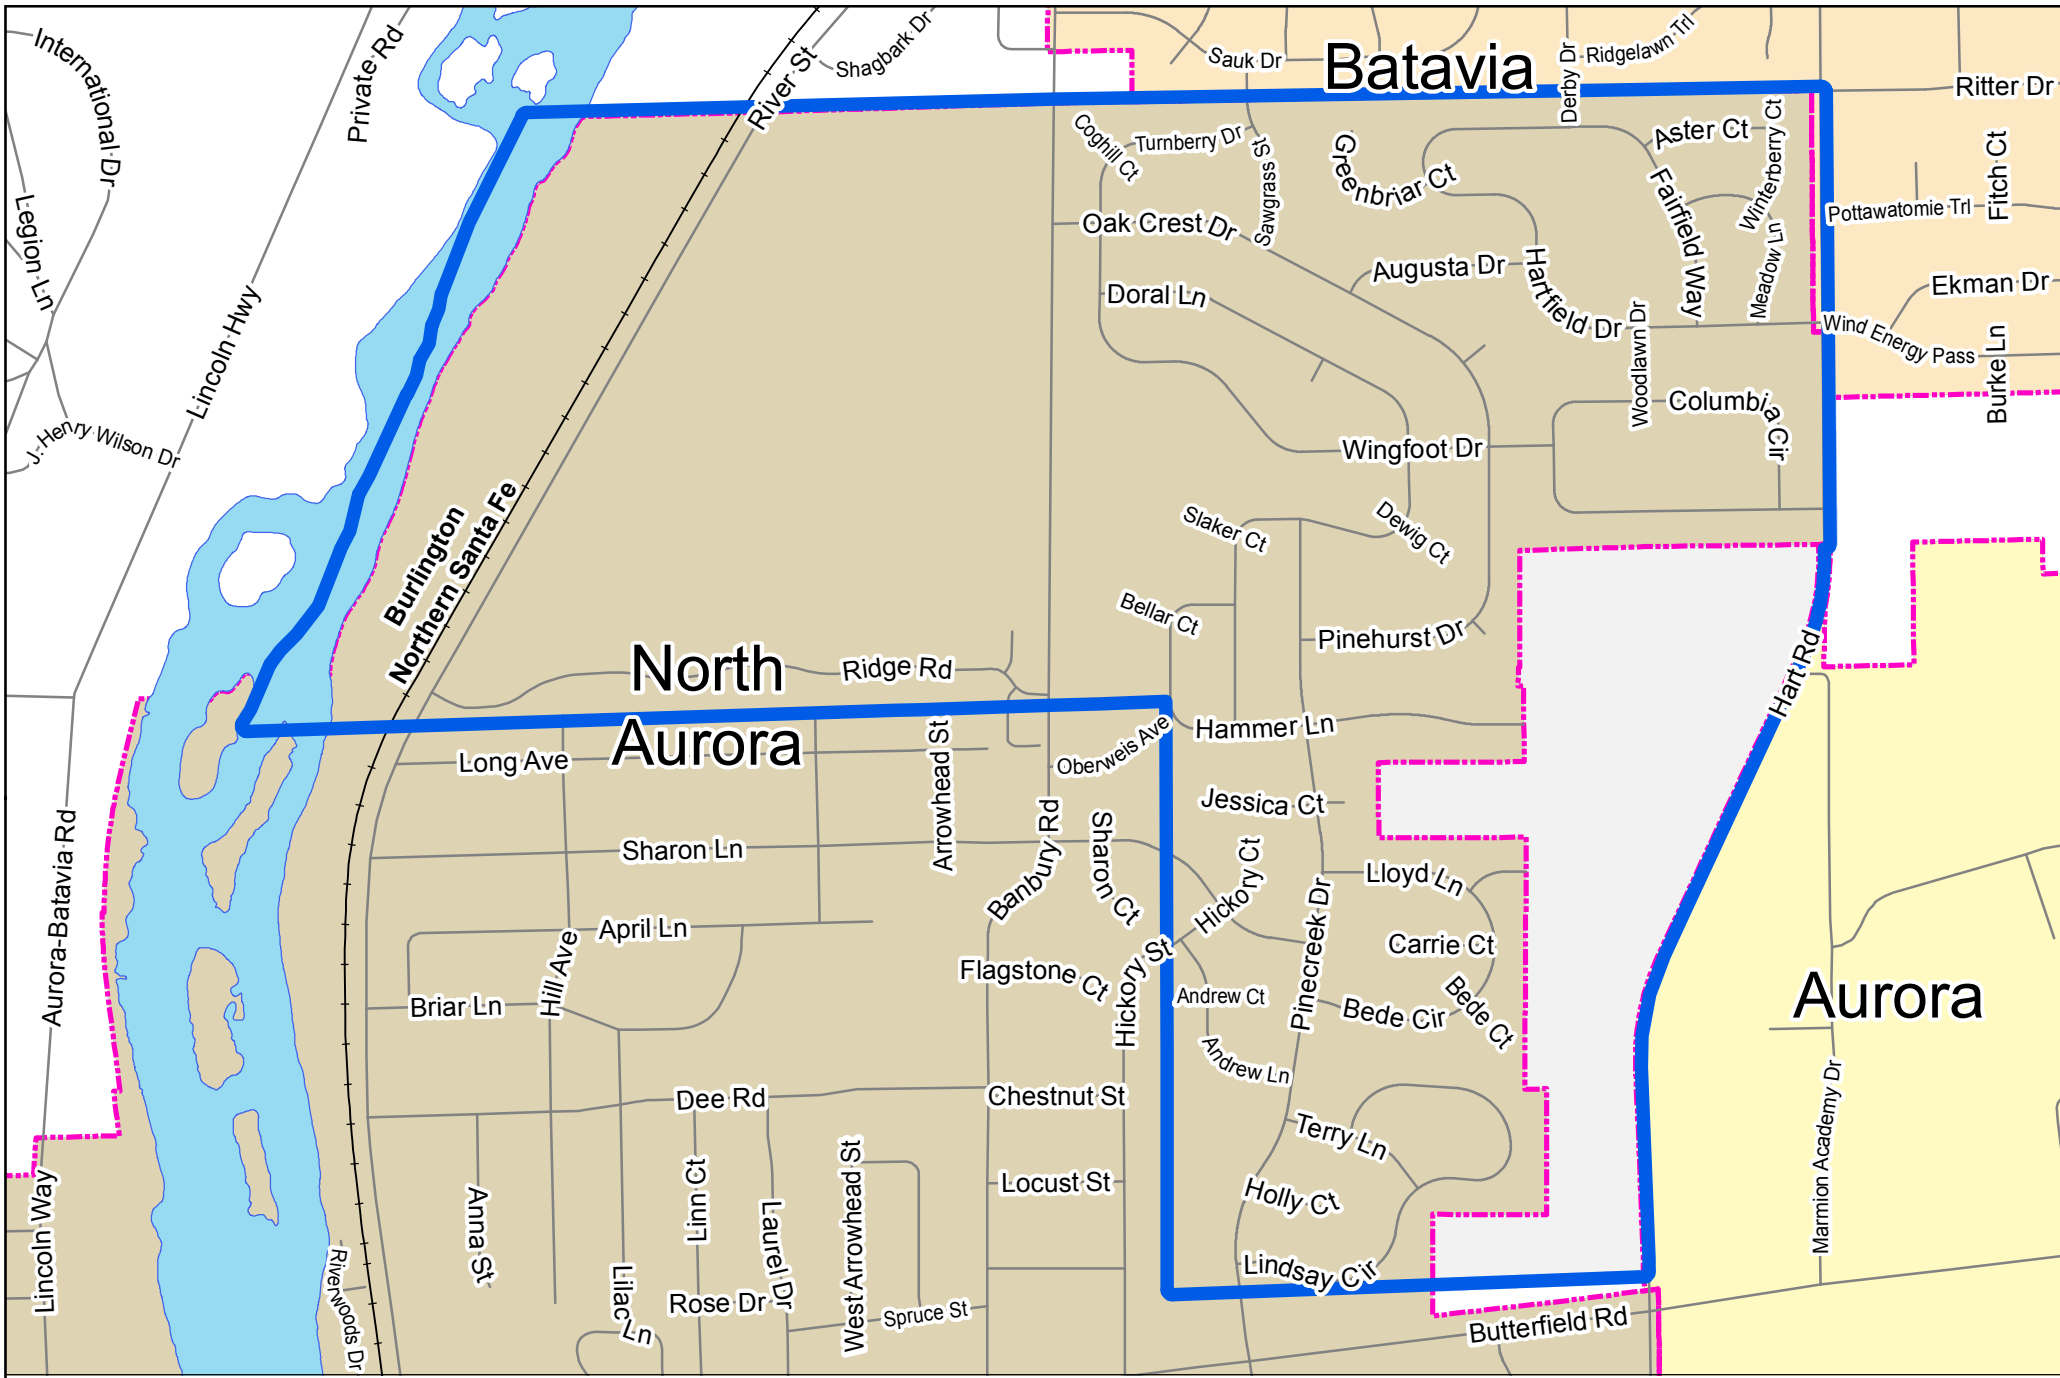 International Dr
Private Rd
River St
Shagbark Dr
Sauk Dr
Batavia
Derby Dr
Ridgelawn Trl
Ritter Dr
Legion Ln
Coghill Ct
Turnberry Dr
Sawgrass St
Greenbriar Ct
Aster Ct
Winterberry Ct
Fitch Ct
Oak Crest Dr
Fairfield Way
Pottawatomie Trl
Meadow Ln
Augusta Dr
Hartfield Dr
Doral Ln
Ekman Dr
Lincoln Hwy
Woodlawn Dr
Wind Energy Pass
Burke Ln
J. Henry Wilson Dr
Columbia Cir
Wingfoot Dr
Burlington
Northern Santa Fe
Slaker Ct
Dewig Ct
Bellar Ct
Pinehurst Dr
North
Aurora
Ridge Rd
Hart Rd
Long Ave
Arrowhead St
Oberweis Ave
Hammer Ln
Jessica Ct
Aurora-Batavia Rd
Sharon Ln
Banbury Rd
Sharon Ct
Hickory Ct
Lloyd Ln
Pinecreek Dr
April Ln
Hill Ave
Flagstone Ct
Hickory St
Carrie Ct
Briar Ln
Andrew Ct
Bede Cir
Bede Ct
Aurora
Andrew Ln
Dee Rd
Chestnut St
Terry Ln
Marmion Academy Dr
Lincoln Way
Anna St
Linn Ct
Laurel Dr
West Arrowhead St
Locust St
Holly Ct
Riverwoods Dr
Lilac Ln
Rose Dr
Spruce St
Lindsay Cir
Butterfield Rd